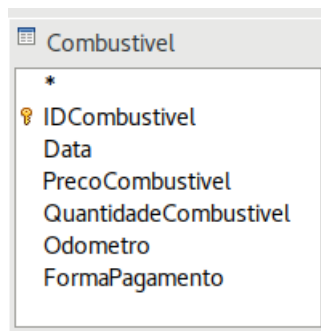 Combustivel
*
IDCombustivel
Data
PrecoCombustivel
QuantidadeCombustivel
Odometro
FormaPagamento